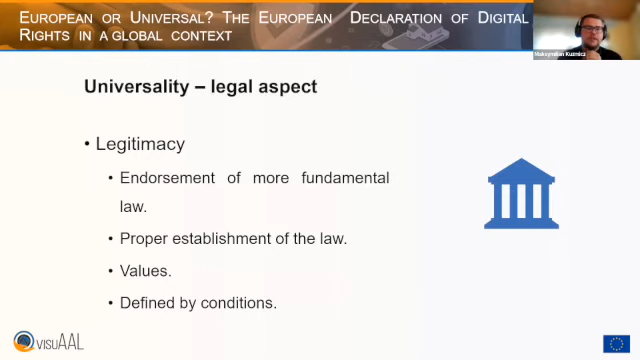 European or Universal? The European Declaration of Digital
Rights in a global context
Maksymilian Kuzmicz
Universality – legal aspect
• Legitimacy
• Endorsement of more fundamental
law.
• Proper establishment of the law.
• Values.
• Defined by conditions.
visuAAL